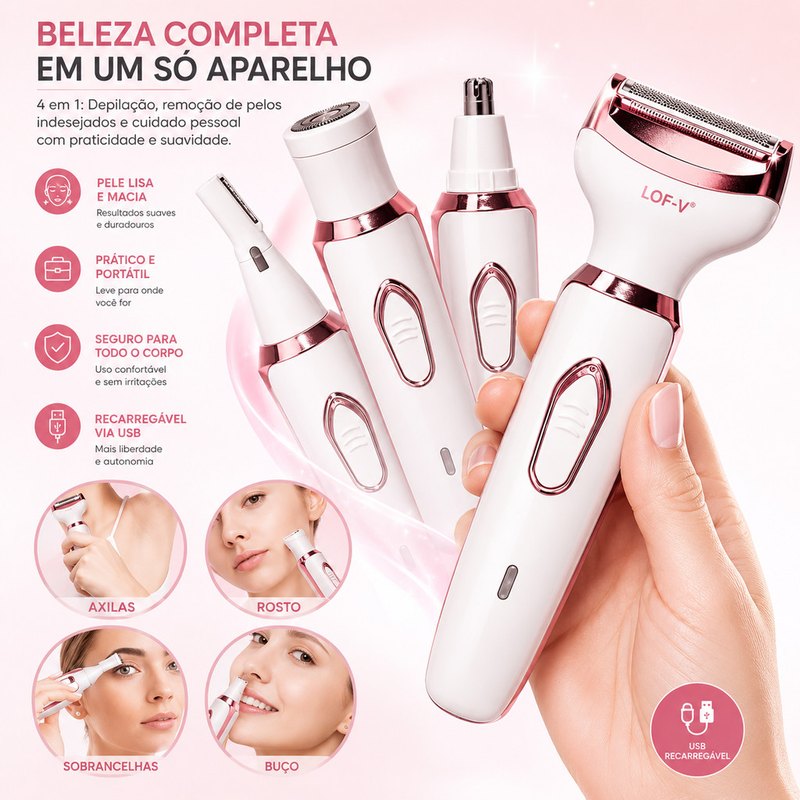 BELEZA COMPLETA
EM UM SÓ APARELHO
4 em 1: Depilação, remoção de pelos
indesejados e cuidado pessoal
com praticidade e suavidade.
PELE LISA
E MACIA
Resultados suaves
e duradouros
PRÁTICO E
PORTÁTIL
Leve para onde
você for
SEGURO PARA
TODO O CORPO
Uso confortável
e sem irritações
RECARREGÁVEL
VIA USB
Mais liberdade
e autonomia
LOF-V®
AXILAS
ROSTO
SOBRANCELHAS
BUÇO
USB
RECARREGÁVEL